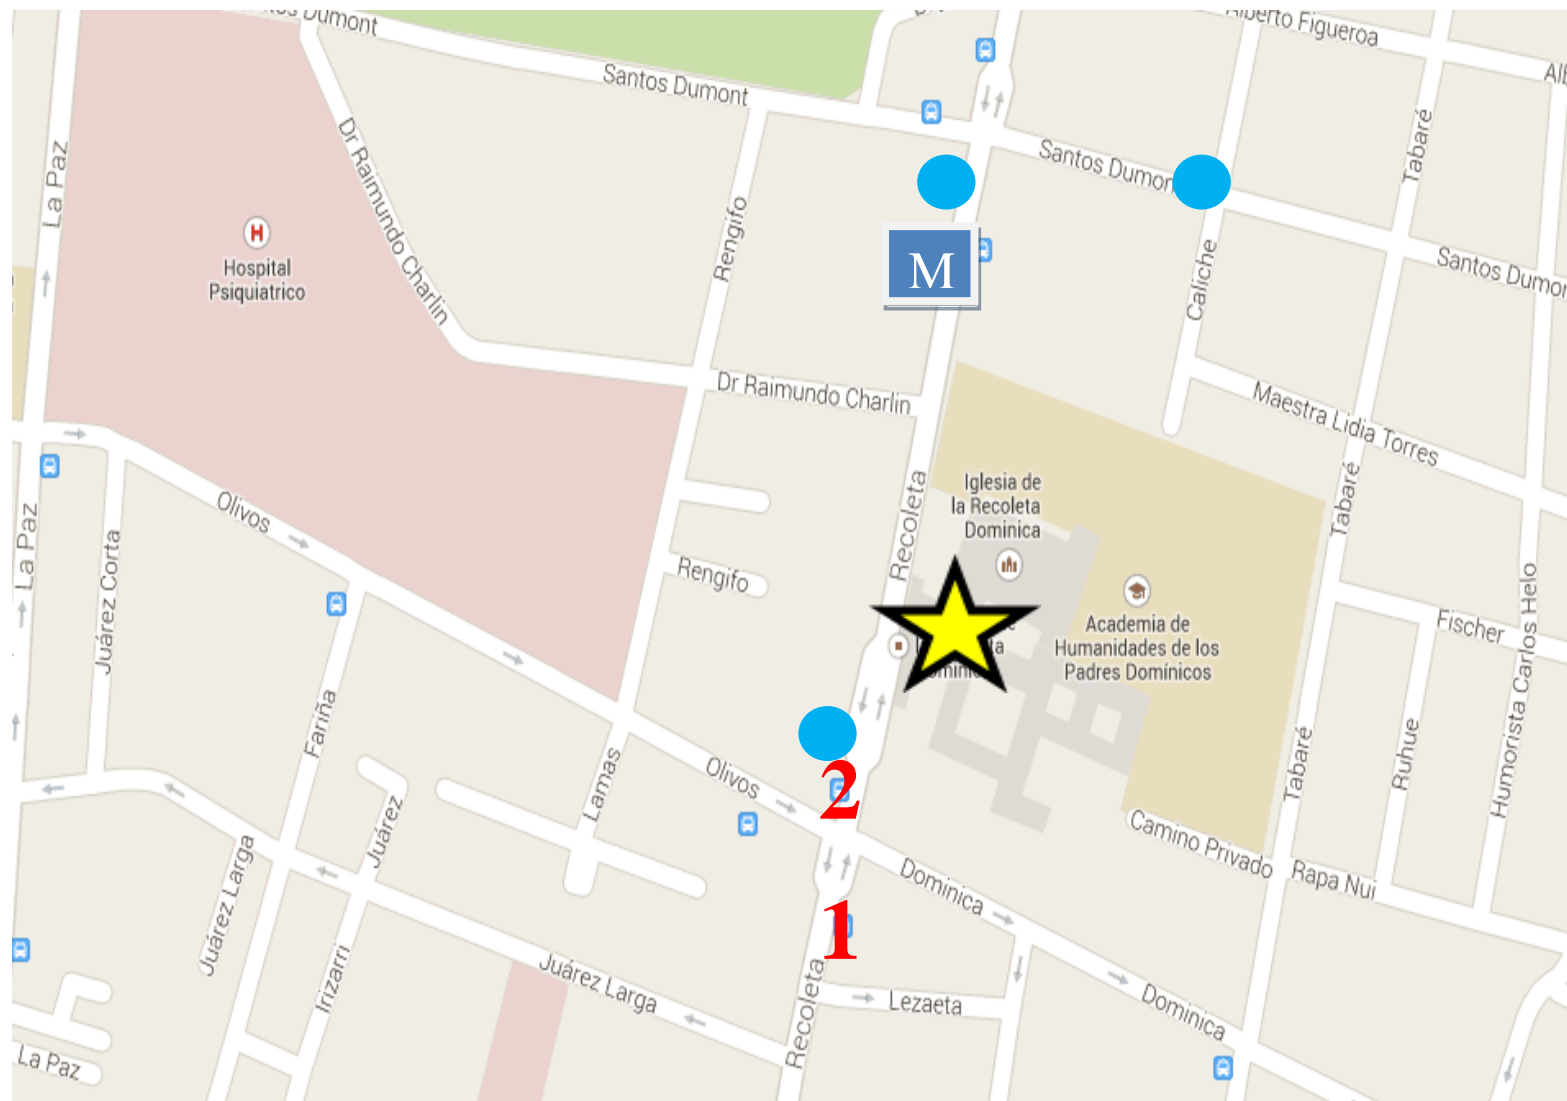 Santos Dumont
Alberto Figueroa
Santos Dumont
Santos Dumon
Santos Dumon
La Paz
Dr Raimundo Charlin
Hospital
Psiquiatrico
Rengifo
M
Caliche
Tabaré
Dr Raimundo Charlin
Maestra Lidia Torres
Olivos
La Paz
Juárez Corta
Recoleta
Iglesia de
la Recoleta
Dominica
Tabaré
Rengifo
Academia de
Humanidades de los
Padres Domínicos
Fischer
Humorista Carlos Helo
Fariña
Lamas
Olivos
2
Tabaré
Ruhue
Juárez
Juárez Larga
Camino Privado
Rapa Nui
Dominica
1
Irizarri
Juárez Larga
Recoleta
Lezaeta
Dominica
La Paz